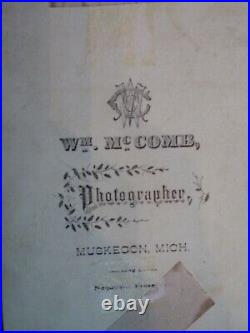 WM. McCOMB,
Photographer,
MUSKEGON, MICH.